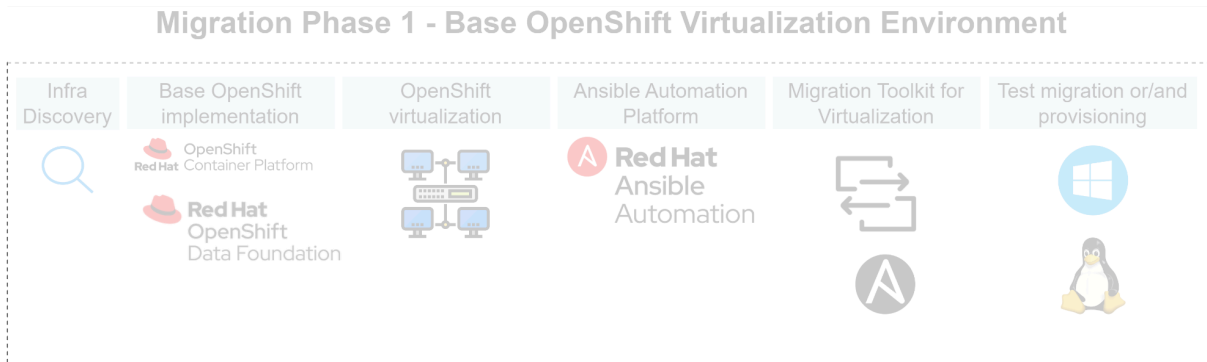 Migration Phase 1 - Base OpenShift Virtualization Environment
Infra
Discovery
Base OpenShift
implementation
OpenShift
virtualization
Ansible Automation
Platform
Migration Toolkit for
Virtualization
Test migration or/and
provisioning
Red Hat
OpenShift
Container Platform
Red Hat
OpenShift
Data Foundation
Red Hat
Ansible
Automation